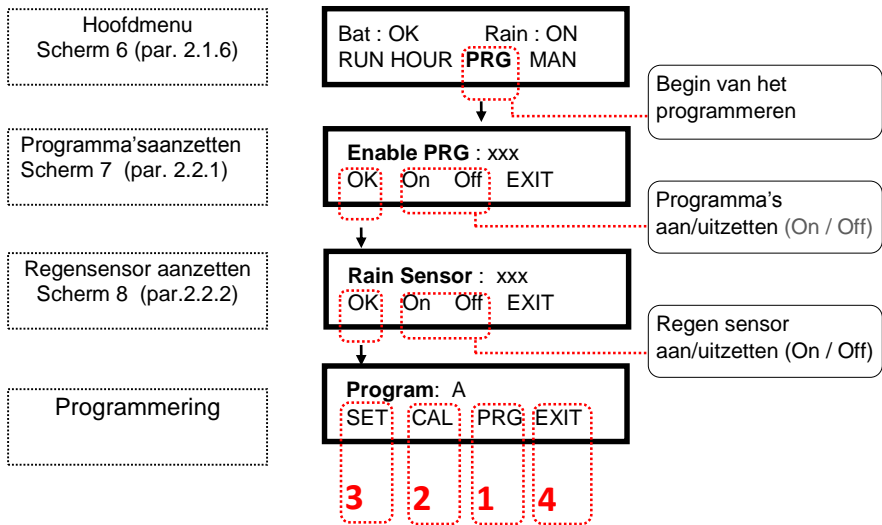 Hoofdmenu
Scherm 6 (par. 2.1.6)
Bat : OK Rain : ON
RUN HOUR PRG MAN
Begin van het
programmeren
Programma'saanzetten
Scherm 7 (par. 2.2.1)
Enable PRG : xxx
OK On Off EXIT
Programma's
aan/uitzetten (On / Off)
Regensensor aanzetten
Scherm 8 (par.2.2.2)
Rain Sensor : xxx
OK On Off EXIT
Regen sensor
aan/uitzetten (On / Off)
Programmering
Program: A
SET CAL PRG EXIT
3 2 1 4